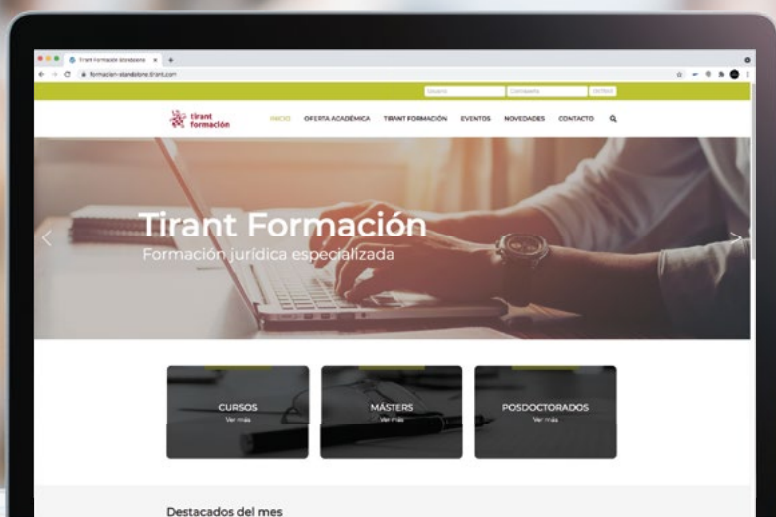 Tirant Formación Standalone
formacion-standalone.tirant.com
Usuario Contraseña
tirant
formación
INICIO OFERTA ACADÉMICA TIRANT FORMACIÓN EVENTOS NOVEDADES CONTACTO
Tirant Formación
Formación jurídica especializada
CURSOS MÁSTERS POSDOCTORADOS
Ver más Ver más Ver más
Destacados del mes